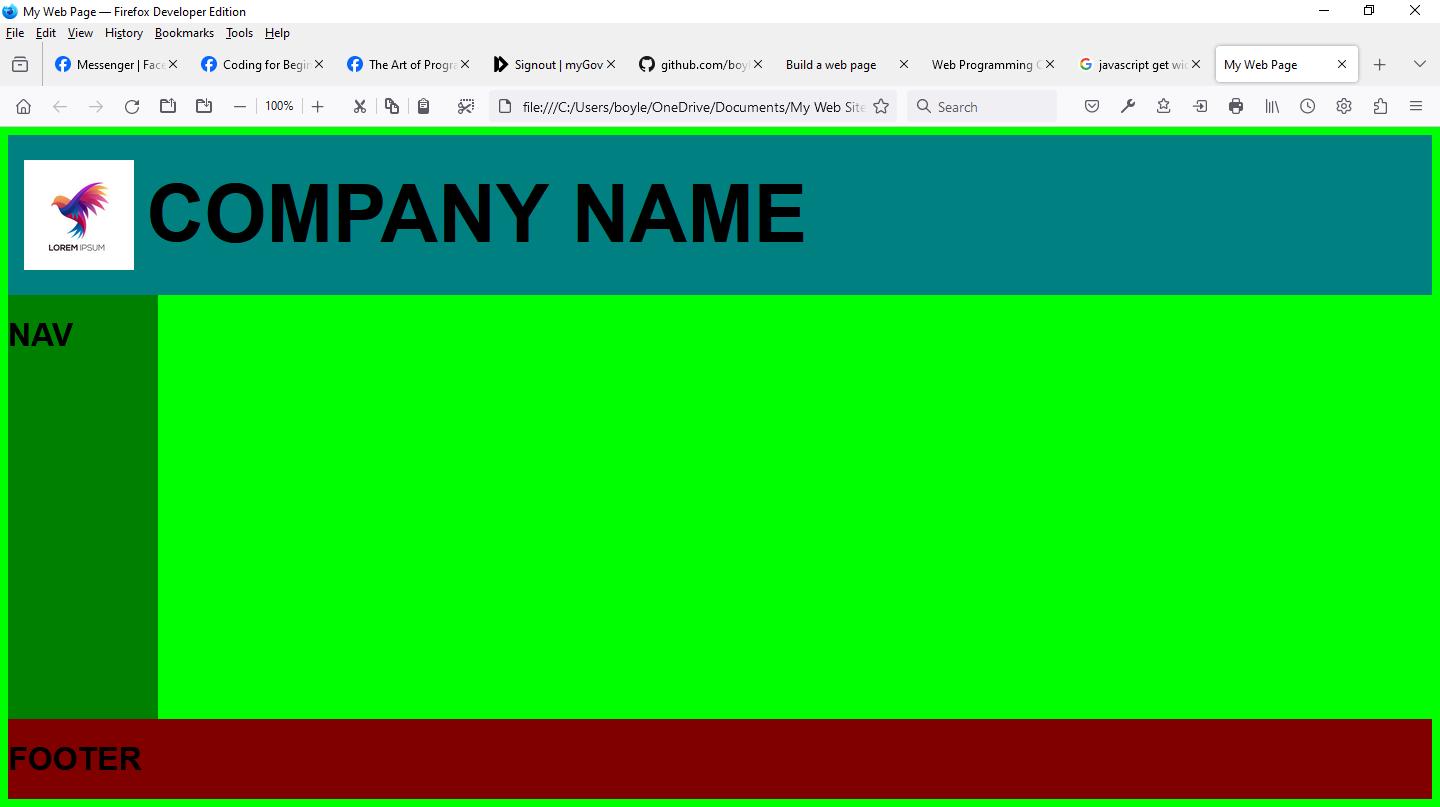 My Web Page — Firefox Developer Edition
File Edit View History Bookmarks Tools Help
Messenger | Face Coding for Begin The Art of Progra Signout | myGov github.com/boyl Build a web page Web Programming C javascript get wid My Web Page
100% file:///C:/Users/boyle/OneDrive/Documents/My Web Site Search
LOREM IPSUM
COMPANY NAME
NAV
FOOTER